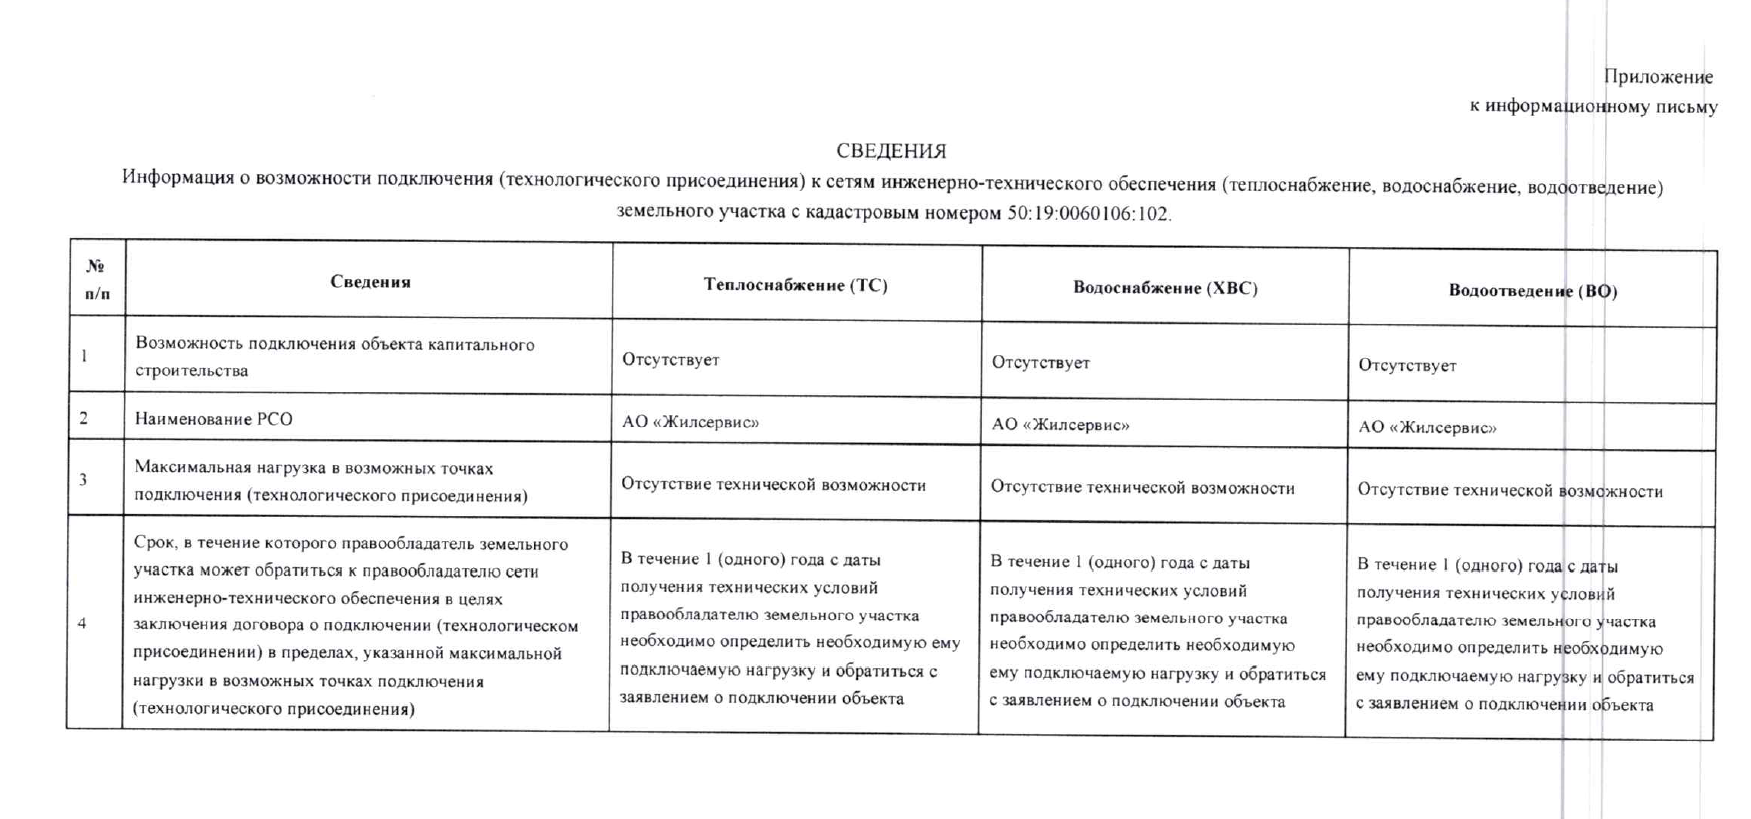 Приложение
к информационному письму
СВЕДЕНИЯ
Информация о возможности подключения (технологического присоединения) к сетям инженерно-технического обеспечения (теплоснабжение, водоснабжение, водоотведение)
земельного участка с кадастровым номером 50:19:0060106:102.
№
п/п
Сведения
Теплоснабжение (ТС)
Водоснабжение (ХВС)
Водоотведение (ВО)
1
Возможность подключения объекта капитального
строительства
Отсутствует
Отсутствует
Отсутствует
2
Наименование РСО
АО «Жилсервис»
АО «Жилсервис»
АО «Жилсервис»
3
Максимальная нагрузка в возможных точках
подключения (технологического присоединения)
Отсутствие технической возможности
Отсутствие технической возможности
Отсутствие технической возможности
4
Срок, в течение которого правообладатель земельного
участка может обратиться к правообладателю сети
инженерно-технического обеспечения в целях
заключения договора о подключении (технологическом
присоединении) в пределах, указанной максимальной
нагрузки в возможных точках подключения
(технологического присоединения)
В течение 1 (одного) года с даты
получения технических условий
правообладателю земельного участка
необходимо определить необходимую ему
подключаемую нагрузку и обратиться с
заявлением о подключении объекта
В течение 1 (одного) года с даты
получения технических условий
правообладателю земельного участка
необходимо определить необходимую
ему подключаемую нагрузку и обратиться
с заявлением о подключении объекта
В течение 1 (одного) года с даты
получения технических условий
правообладателю земельного участка
необходимо определить необходимую
ему подключаемую нагрузку и обратиться
с заявлением о подключении объекта